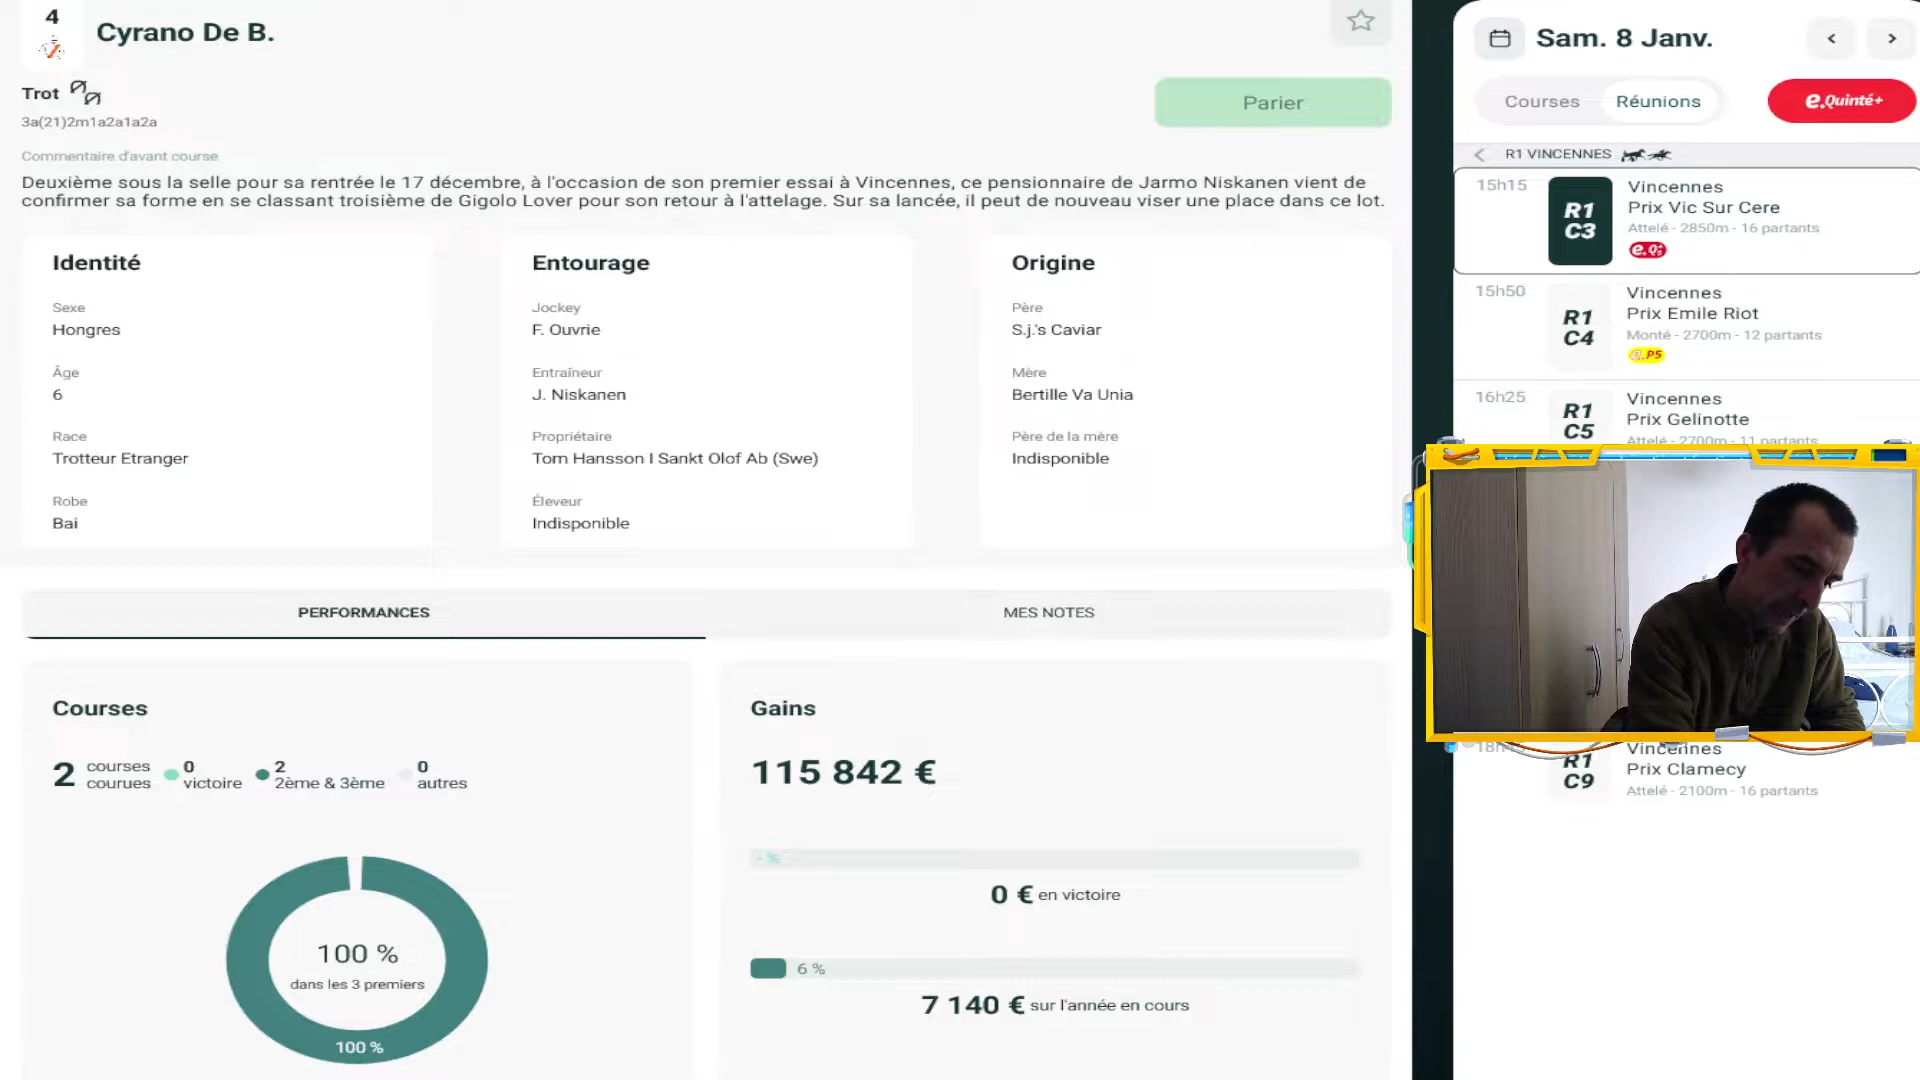 4
Cyrano De B.
Trot
3a(21)2m1a2a1a2a
Parier
Commentaire d'avant course
Deuxième sous la selle pour sa rentrée le 17 décembre, à l'occasion de son premier essai à Vincennes, ce pensionnaire de Jarmo Niskanen vient de
confirmer sa forme en se classant troisième de Gigolo Lover pour son retour à l'attelage. Sur sa lancée, il peut de nouveau viser une place dans ce lot.
Identité
Sexe
Hongres
Âge
6
Race
Trotteur Etranger
Robe
Bai
Entourage
Jockey
F. Ouvrie
Entraîneur
J. Niskanen
Propriétaire
Tom Hansson I Sankt Olof Ab (Swe)
Éleveur
Indisponible
Origine
Père
S.j.'s Caviar
Mère
Bertille Va Unia
Père de la mère
Indisponible
PERFORMANCES
MES NOTES
Courses
2 courses courues
0 victoire
2 2ème & 3ème
0 autres
100 %
dans les 3 premiers
100 %
Gains
115 842 €
- %
0 € en victoire
6 %
7 140 € sur l'année en cours
Sam. 8 Janv.
<
>
Courses
Réunions
e.Quinté+
R1 VINCENNES
15h15
R1
C3
Vincennes
Prix Vic Sur Cere
Attelé - 2850m - 16 partants
15h50
R1
C4
Vincennes
Prix Emile Riot
Monté - 2700m - 12 partants
e.P5
16h25
R1
C5
Vincennes
Prix Gelinotte
Attelé - 2700m - 11 partants
R1
C9
Vincennes
Prix Clamecy
Attelé - 2100m - 16 partants